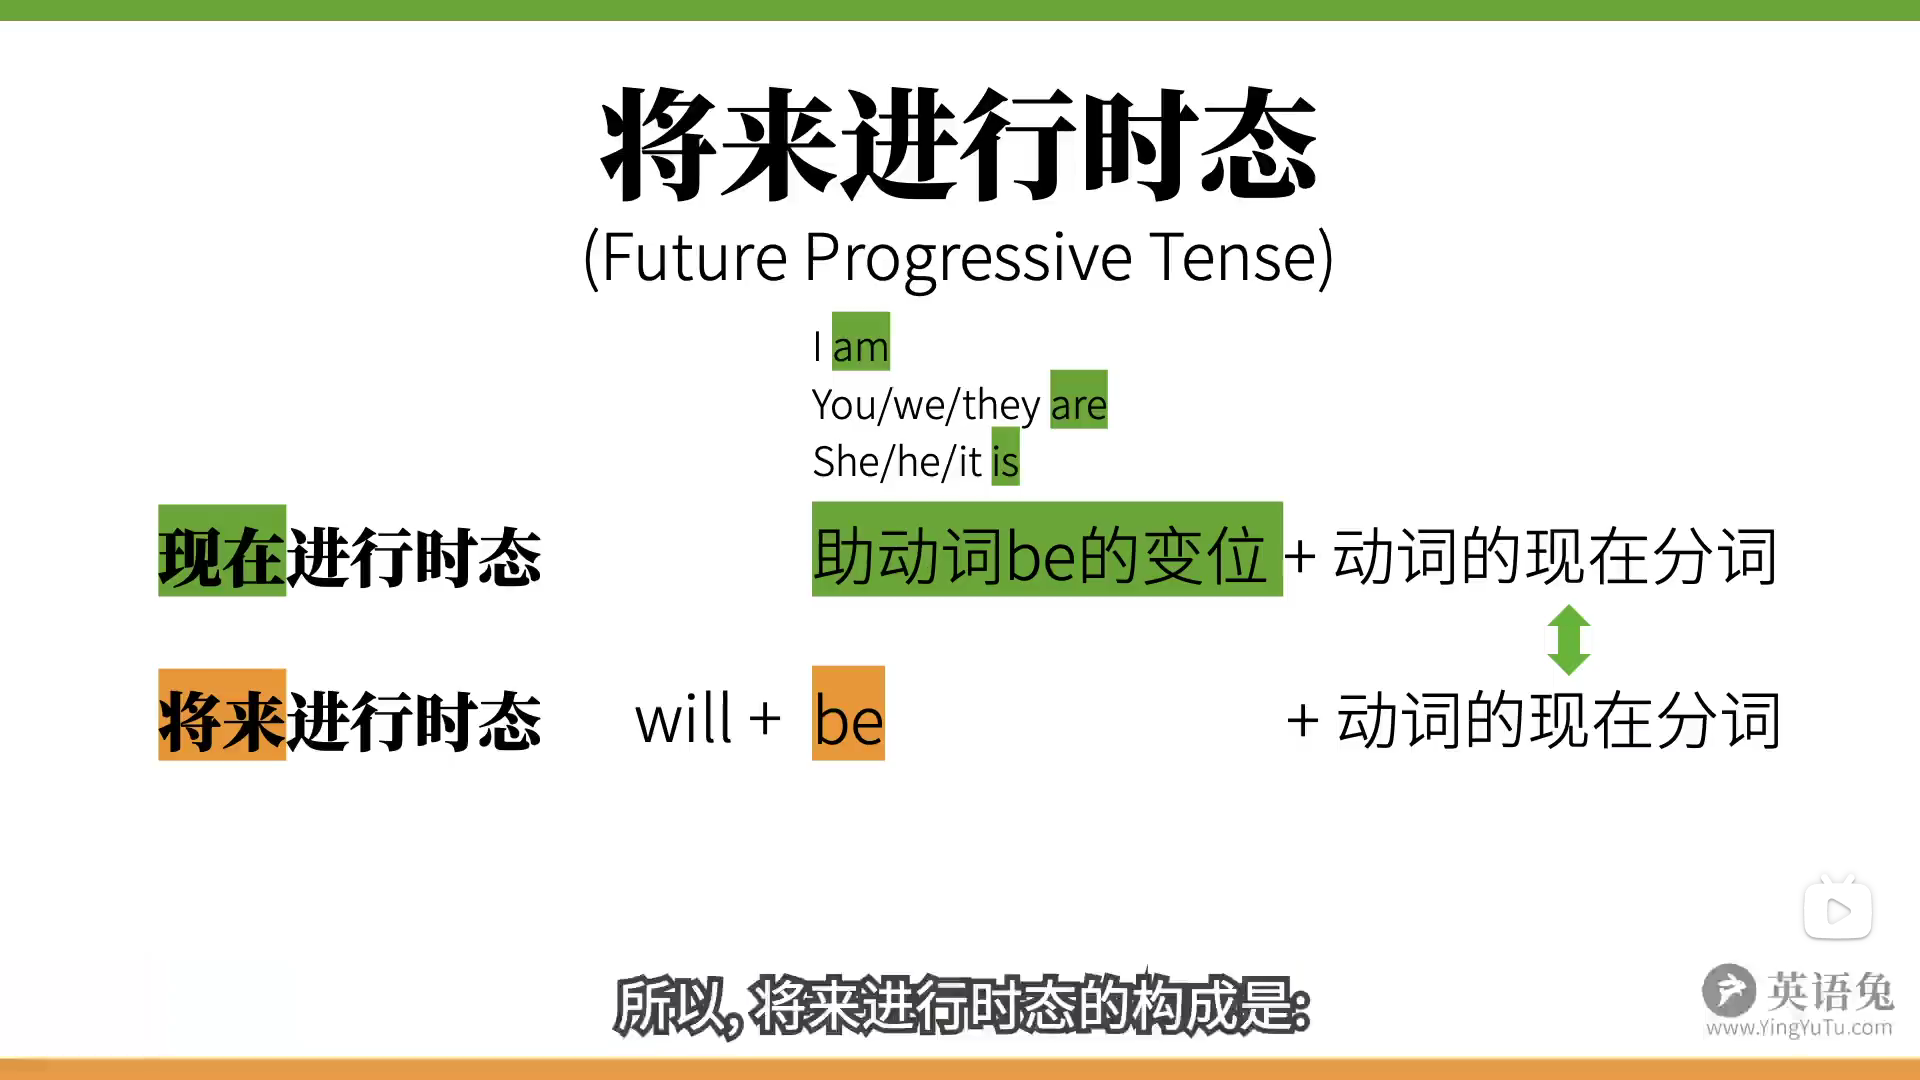 将来进行时态
(Future Progressive Tense)
I am
You/we/they are
She/he/it is
现在进行时态 助动词be的变位 + 动词的现在分词
将来进行时态 will + be + 动词的现在分词
所以, 将来进行时态的构成是:
英语兔
www.YingYuTu.com